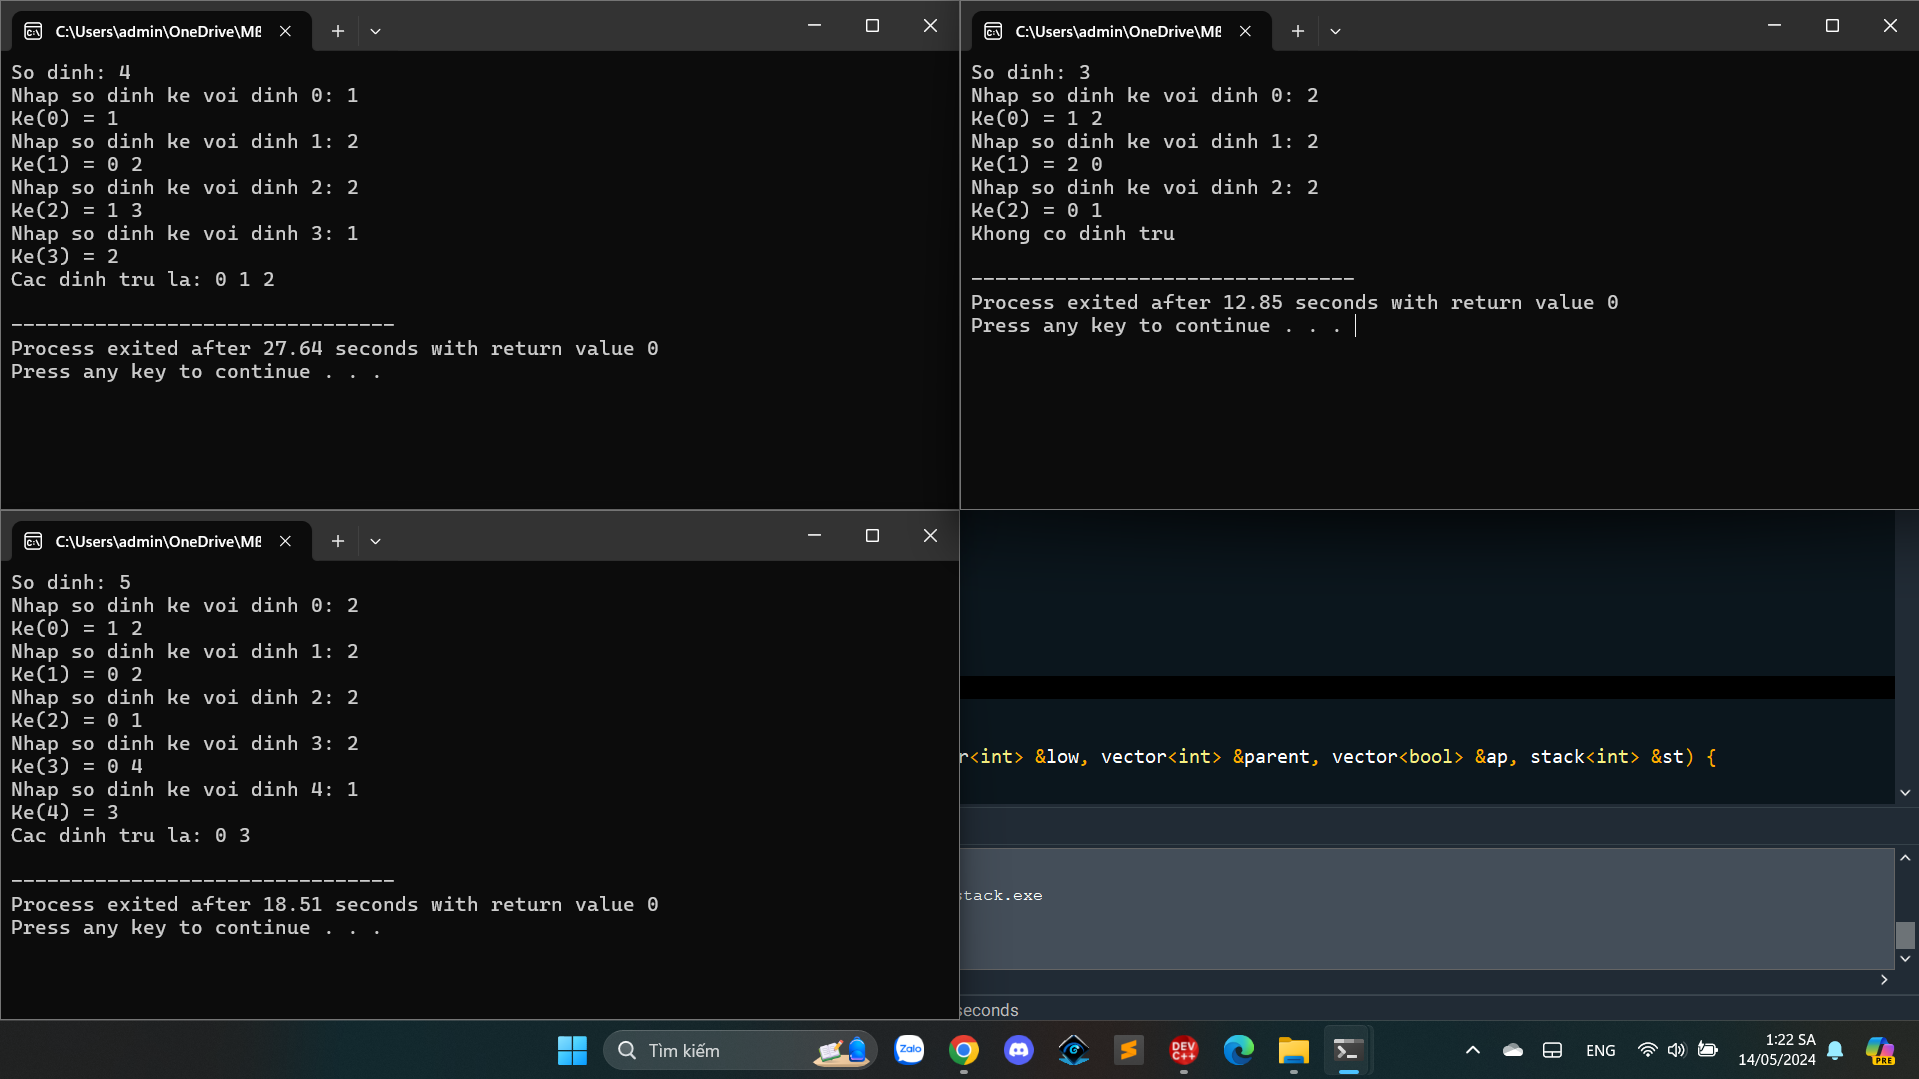 C:\Users\admin\OneDrive\Mß
So dinh: 4
Nhap so dinh ke voi dinh 0: 1
Ke(0) = 1
Nhap so dinh ke voi dinh 1: 2
Ke(1) = 0 2
Nhap so dinh ke voi dinh 2: 2
Ke(2) = 1 3
Nhap so dinh ke voi dinh 3: 1
Ke(3) = 2
Cac dinh tru la: 0 1 2
--------------------------------
Process exited after 27.64 seconds with return value 0
Press any key to continue . . .
C:\Users\admin\OneDrive\Mß
So dinh: 3
Nhap so dinh ke voi dinh 0: 2
Ke(0) = 1 2
Nhap so dinh ke voi dinh 1: 2
Ke(1) = 2 0
Nhap so dinh ke voi dinh 2: 2
Ke(2) = 0 1
Khong co dinh tru
--------------------------------
Process exited after 12.85 seconds with return value 0
Press any key to continue . . .
C:\Users\admin\OneDrive\Mß
So dinh: 5
Nhap so dinh ke voi dinh 0: 2
Ke(0) = 1 2
Nhap so dinh ke voi dinh 1: 2
Ke(1) = 0 2
Nhap so dinh ke voi dinh 2: 2
Ke(2) = 0 1
Nhap so dinh ke voi dinh 3: 2
Ke(3) = 0 4
Nhap so dinh ke voi dinh 4: 1
Ke(4) = 3
Cac dinh tru la: 0 3
--------------------------------
Process exited after 18.51 seconds with return value 0
Press any key to continue . . .
r<int> &low, vector<int> &parent, vector<bool> &ap, stack<int> &st) {
stack.exe
seconds
Tìm kiếm
Zalo
DEV C++
ENG
1:22 SA
14/05/2024
PRE